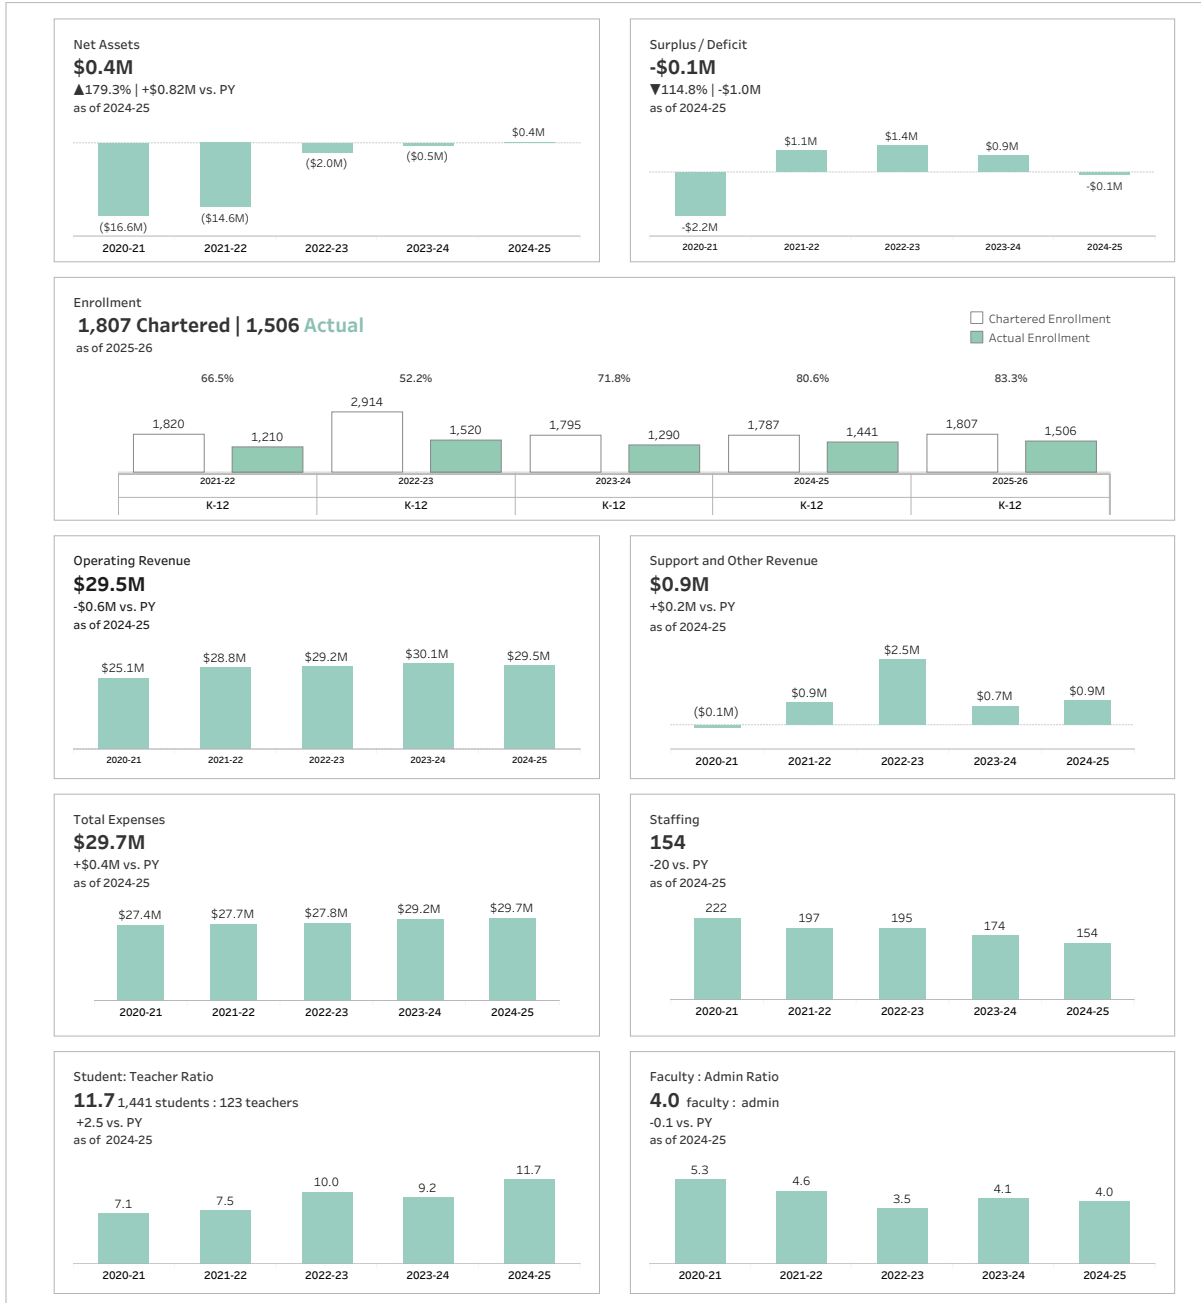 Net Assets
$0.4M
▲179.3% | +$0.82M vs. PY
as of 2024-25
$0.4M
($2.0M)
($0.5M)
($14.6M)
($16.6M)
2020-21 2021-22 2022-23 2023-24 2024-25
Surplus / Deficit
-$0.1M
▼114.8% | -$1.0M
as of 2024-25
$1.1M
$1.4M
$0.9M
-$0.1M
-$2.2M
2020-21 2021-22 2022-23 2023-24 2024-25
Enrollment
1,807 Chartered | 1,506 Actual
as of 2025-26
Chartered Enrollment
Actual Enrollment
66.5% 52.2% 71.8% 80.6% 83.3%
1,820 1,210 2,914 1,520 1,795 1,290 1,787 1,441 1,807 1,506
2021-22 2022-23 2023-24 2024-25 2025-26
K-12 K-12 K-12 K-12 K-12
Operating Revenue
$29.5M
-$0.6M vs. PY
as of 2024-25
$25.1M $28.8M $29.2M $30.1M $29.5M
2020-21 2021-22 2022-23 2023-24 2024-25
Support and Other Revenue
$0.9M
+$0.2M vs. PY
as of 2024-25
($0.1M) $0.9M $2.5M $0.7M $0.9M
2020-21 2021-22 2022-23 2023-24 2024-25
Total Expenses
$29.7M
+$0.4M vs. PY
as of 2024-25
$27.4M $27.7M $27.8M $29.2M $29.7M
2020-21 2021-22 2022-23 2023-24 2024-25
Staffing
154
-20 vs. PY
as of 2024-25
222 197 195 174 154
2020-21 2021-22 2022-23 2023-24 2024-25
Student: Teacher Ratio
11.7 1,441 students : 123 teachers
+2.5 vs. PY
as of 2024-25
7.1 7.5 10.0 9.2 11.7
2020-21 2021-22 2022-23 2023-24 2024-25
Faculty : Admin Ratio
4.0 faculty : admin
-0.1 vs. PY
as of 2024-25
5.3 4.6 3.5 4.1 4.0
2020-21 2021-22 2022-23 2023-24 2024-25